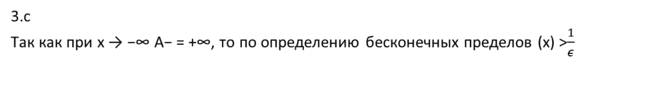 3.с
Так как при x → −∞ A− = +∞, то по определению бесконечных пределов (x) >1/ϵ